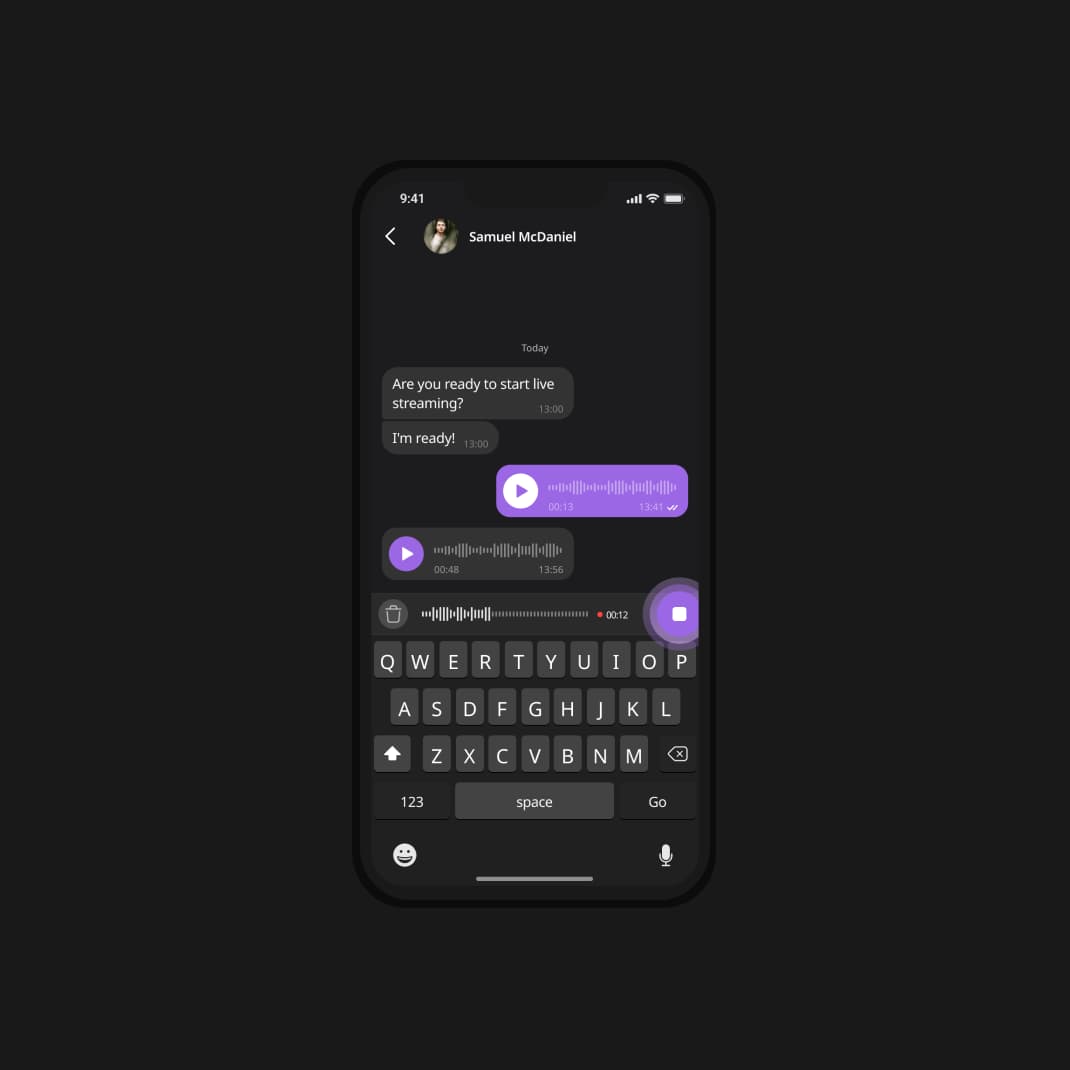 9:41
Samuel McDaniel
Today
Are you ready to start live
streaming?
13:00
I'm ready! 13:00
00:13 13:41
00:48 13:56
00:12
Q W E R T Y U I O P
A S D F G H J K L
Z X C V B N M
123 space Go